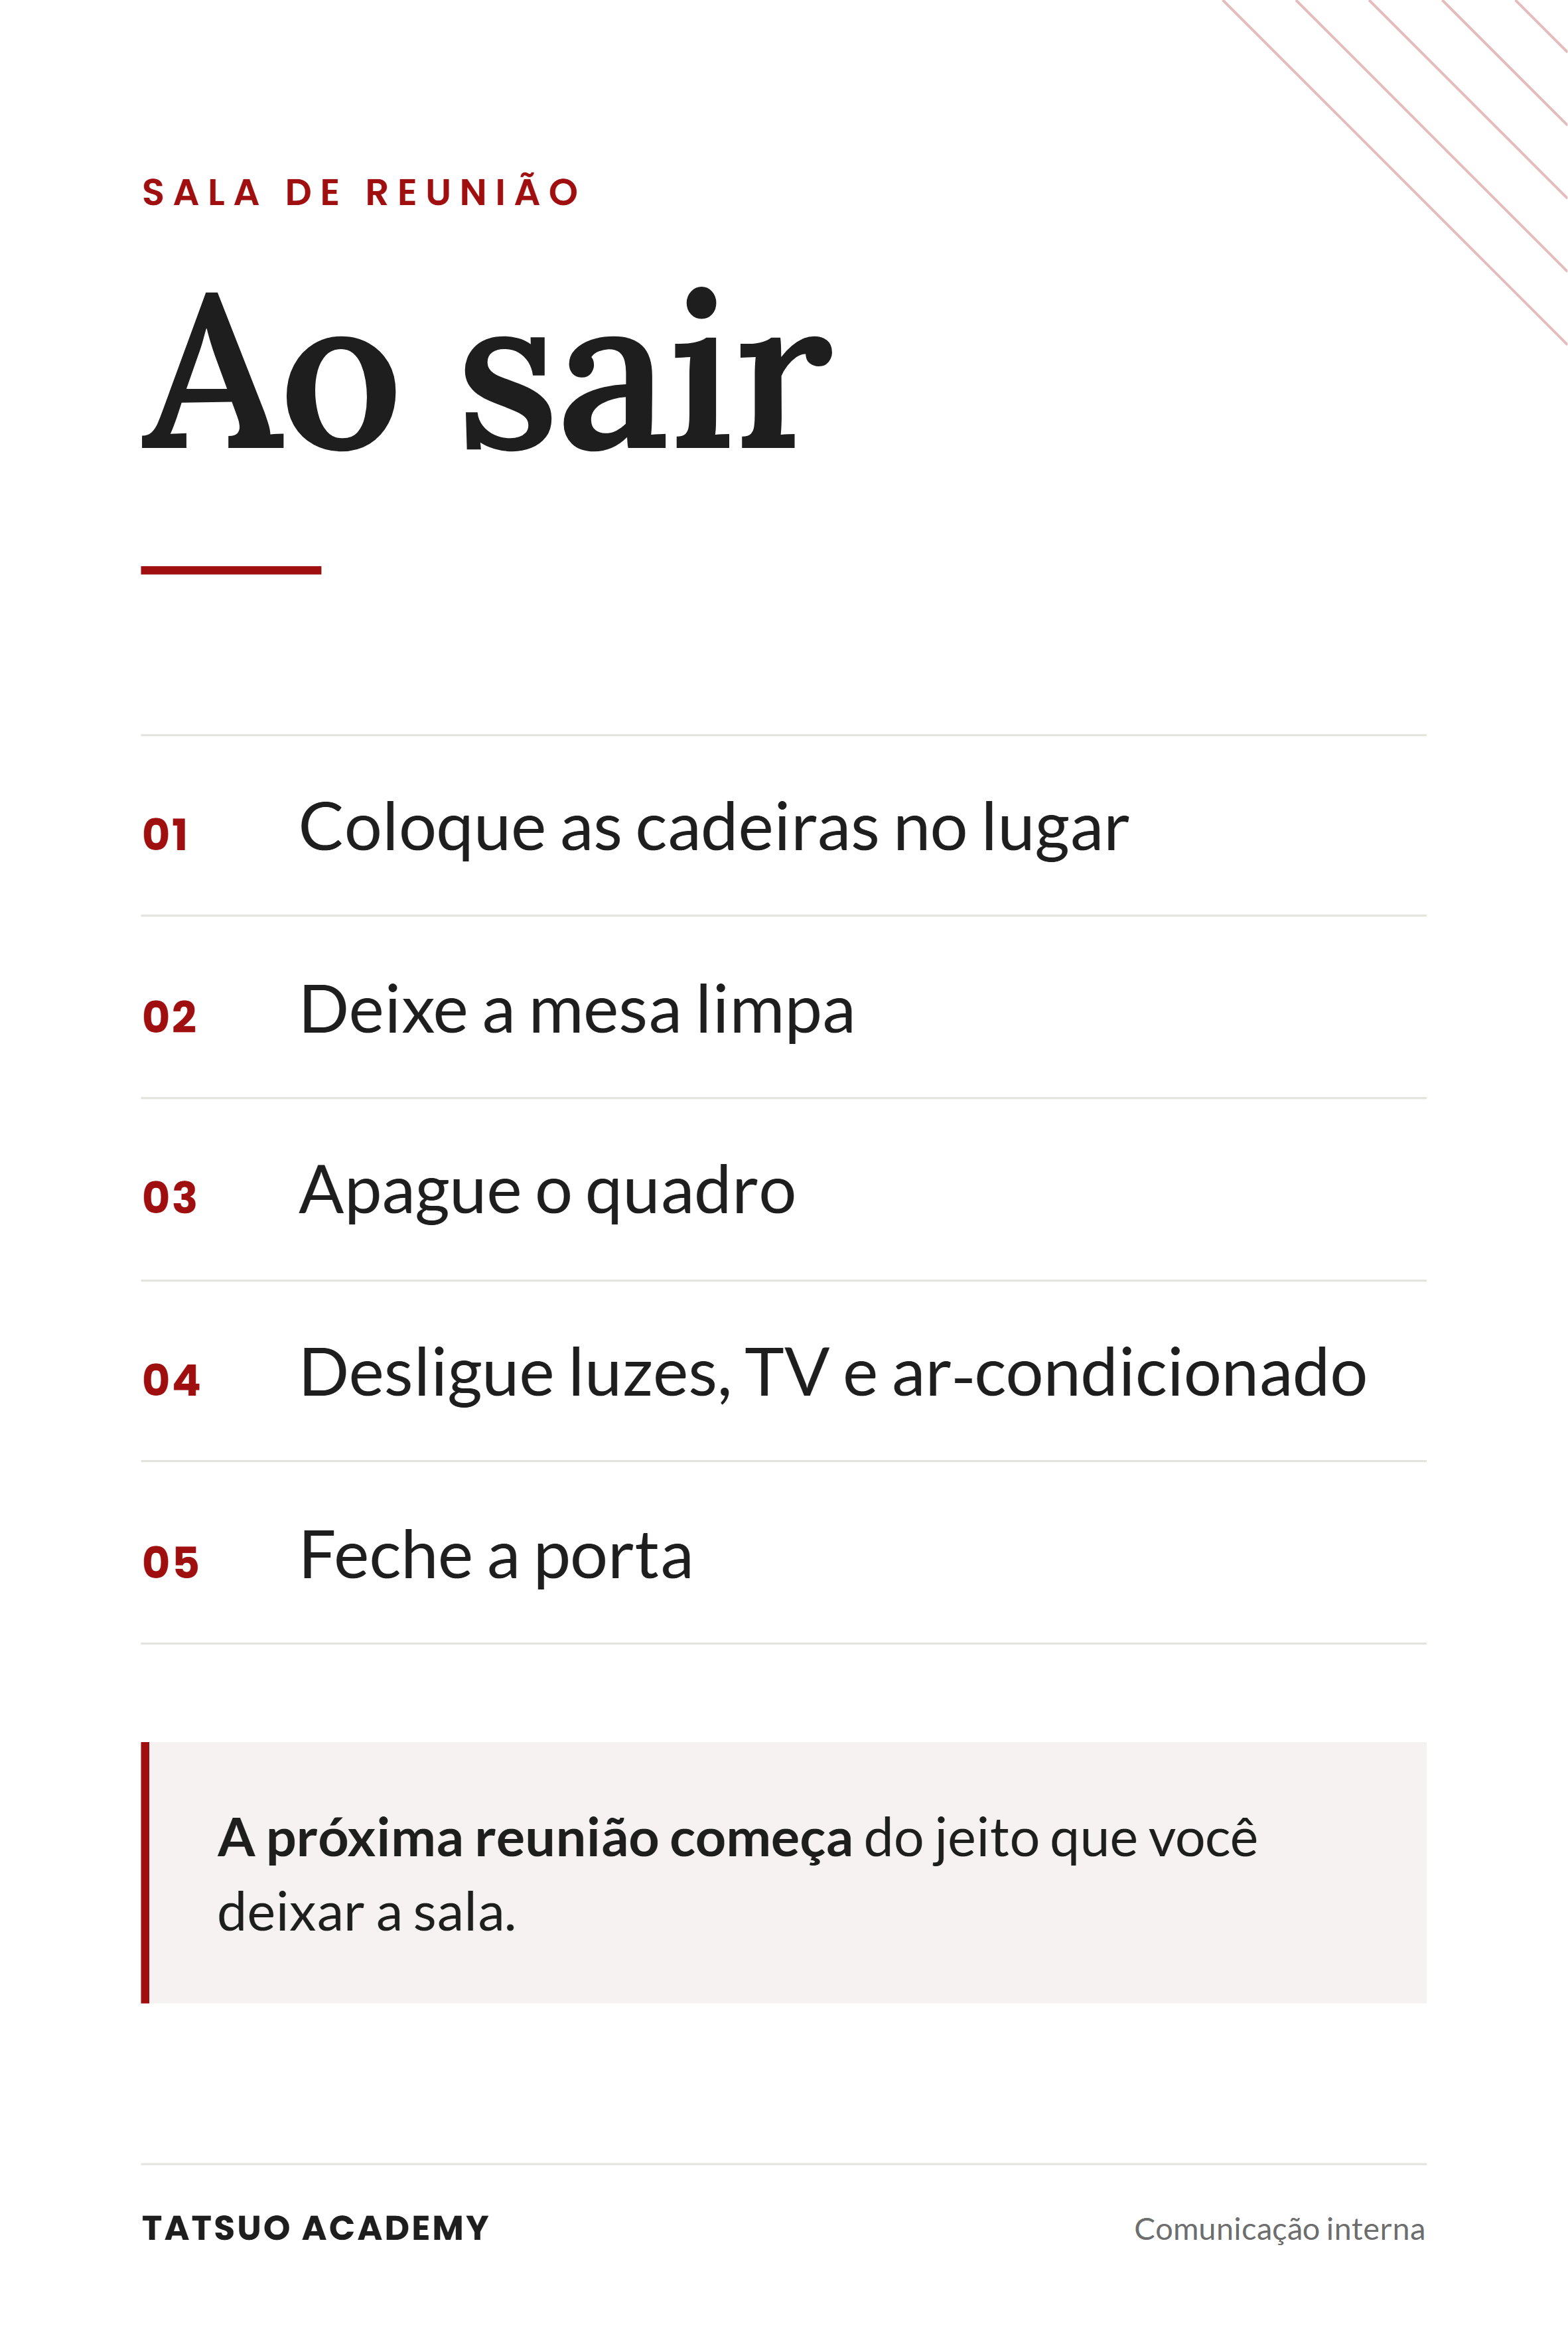 SALA DE REUNIÃO
Ao sair
01 Coloque as cadeiras no lugar
02 Deixe a mesa limpa
03 Apague o quadro
04 Desligue luzes, TV e ar-condicionado
05 Feche a porta
A próxima reunião começa do jeito que você
deixar a sala.
TATSUO ACADEMY
Comunicação interna